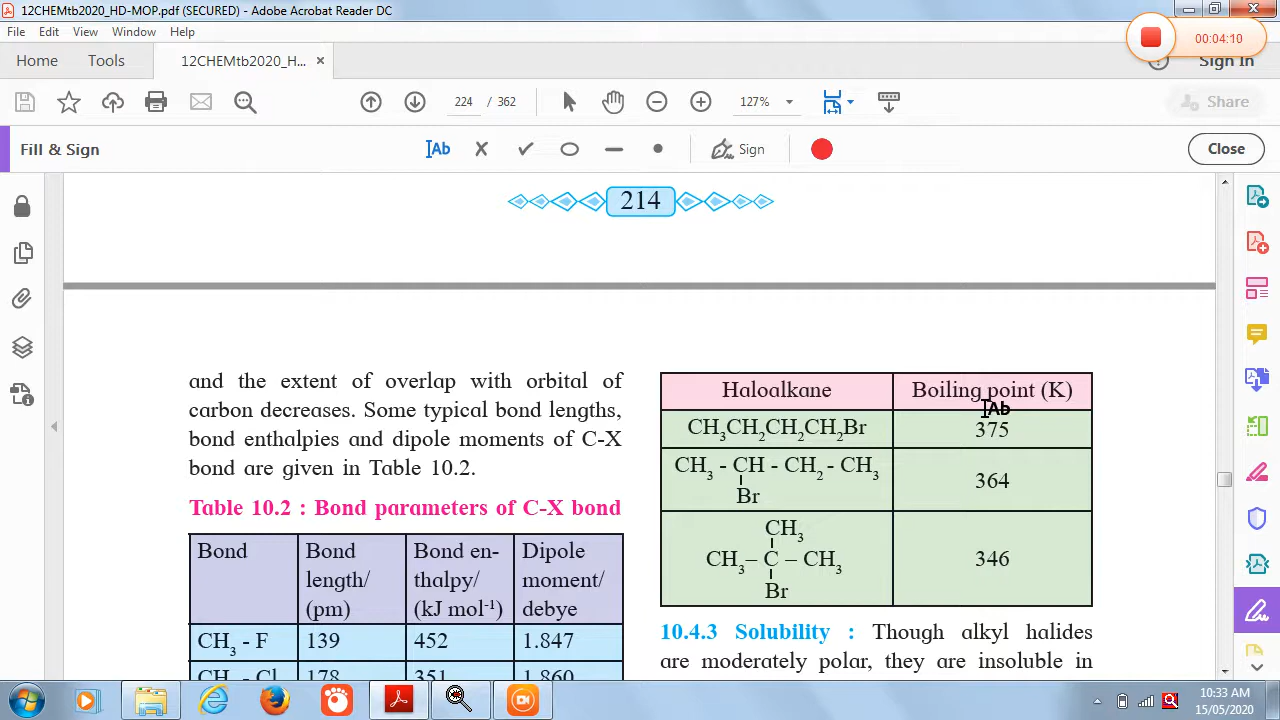 12CHEMtb2020_HD-MOP.pdf (SECURED) - Adobe Acrobat Reader DC
File Edit View Window Help
00:04:10
Home Tools 12CHEMtb2020_H... × Sign In
224 / 362 127% Share
Fill & Sign Ab Sign Close
214
and the extent of overlap with orbital of
carbon decreases. Some typical bond lengths,
bond enthalpies and dipole moments of C-X
bond are given in Table 10.2.
Table 10.2 : Bond parameters of C-X bond
Bond Bond length/ (pm) Bond en-thalpy/ (kJ mol⁻¹) Dipole moment/ debye
CH₃ - F 139 452 1.847
CH₃ - Cl 178 351 1.860
Haloalkane Boiling point (K)
Ab
CH₃CH₂CH₂CH₂Br 375
CH₃ - CH - CH₂ - CH₃ 364
Br
CH₃
CH₃– C – CH₃ 346
Br
10.4.3 Solubility : Though alkyl halides
are moderately polar, they are insoluble in
10:33 AM
15/05/2020